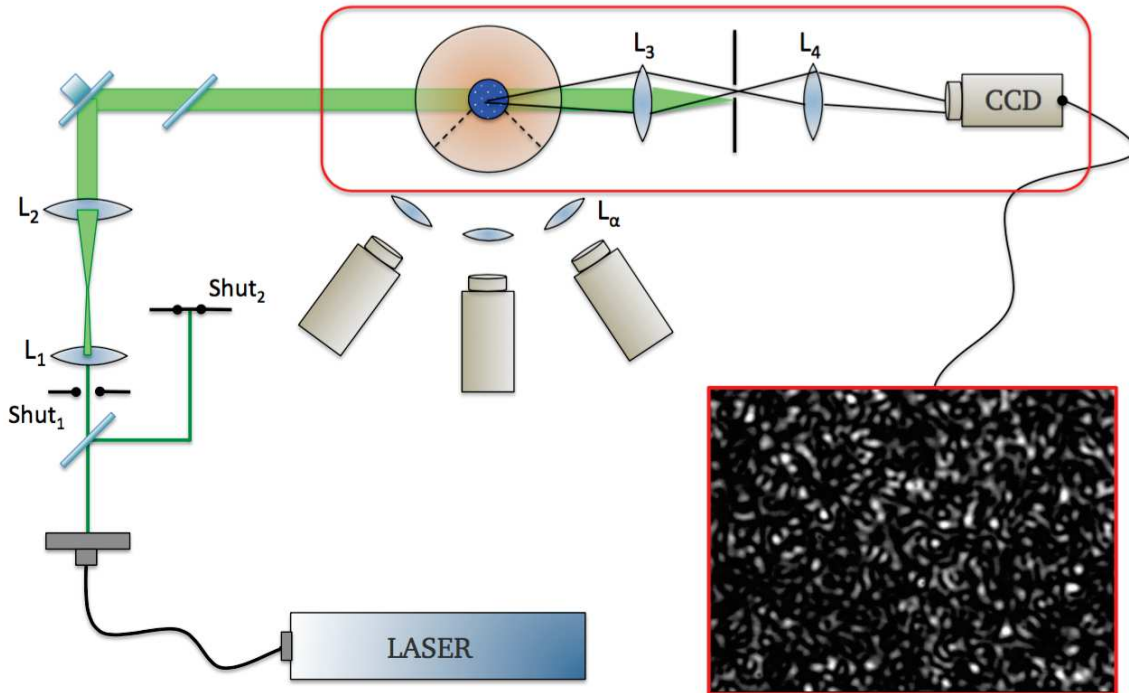 L₃
L₄
CCD
L₂
Lα
Shut₂
L₁
Shut₁
LASER